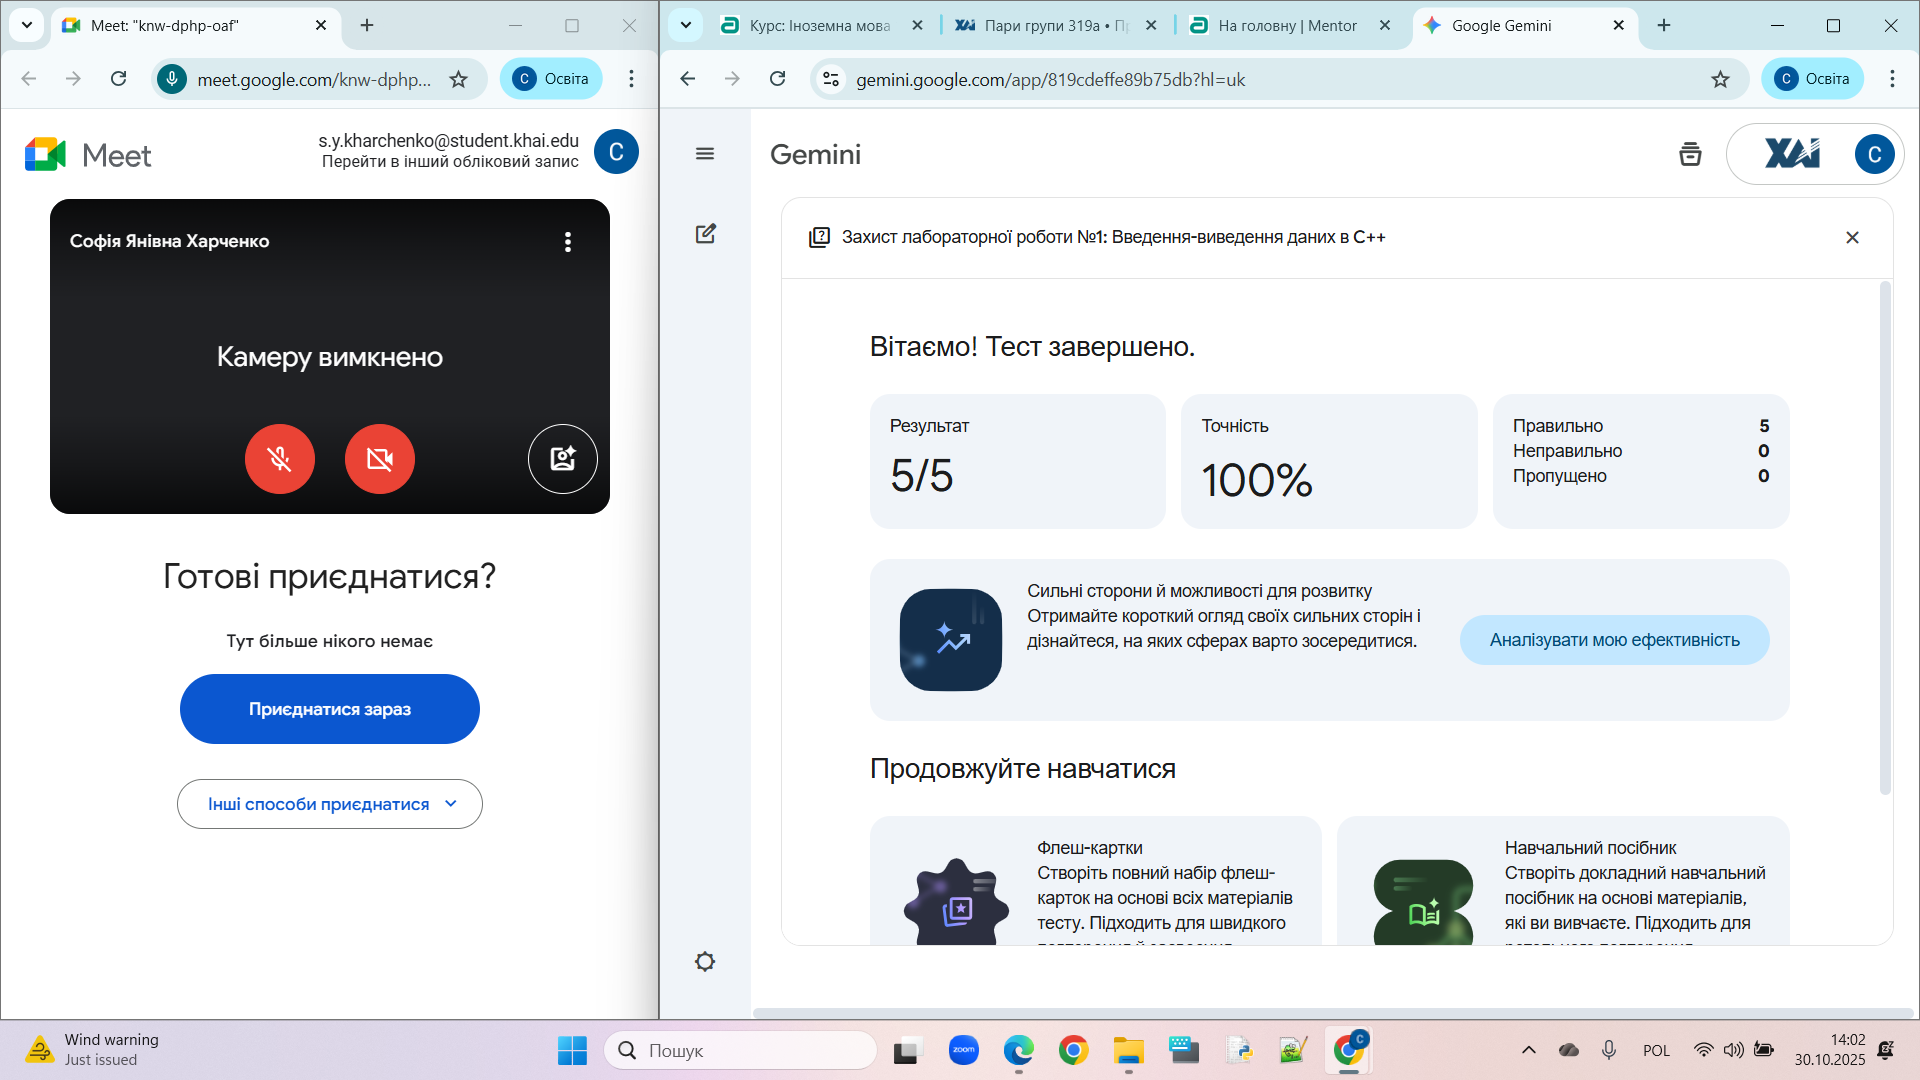 Meet: "knw-dphp-oaf"
meet.google.com/knw-dphp...
Освіта
Meet
s.y.kharchenko@student.khai.edu
Перейти в інший обліковий запис
С
Софія Янівна Харченко
Камеру вимкнено
Готові приєднатися?
Тут більше нікого немає
Приєднатися зараз
Інші способи приєднатися
Курс: Іноземна мова
Пари групи 319а • Пр
На головну | Mentor
Google Gemini
gemini.google.com/app/819cdeffe89b75db?hl=uk
С Освіта
Gemini
ХАІ
С
Захист лабораторної роботи №1: Введення-виведення даних в C++
Вітаємо! Тест завершено.
Результат
5/5
Точність
100%
Правильно 5
Неправильно 0
Пропущено 0
Сильні сторони й можливості для розвитку
Отримайте короткий огляд своїх сильних сторін і
дізнайтеся, на яких сферах варто зосередитися.
Аналізувати мою ефективність
Продовжуйте навчатися
Флеш-картки
Створіть повний набір флеш-
карток на основі всіх матеріалів
тесту. Підходить для швидкого
Навчальний посібник
Створіть докладний навчальний
посібник на основі матеріалів,
які ви вивчаєте. Підходить для
Wind warning
Just issued
Пошук
zoom
POL
14:02
30.10.2025